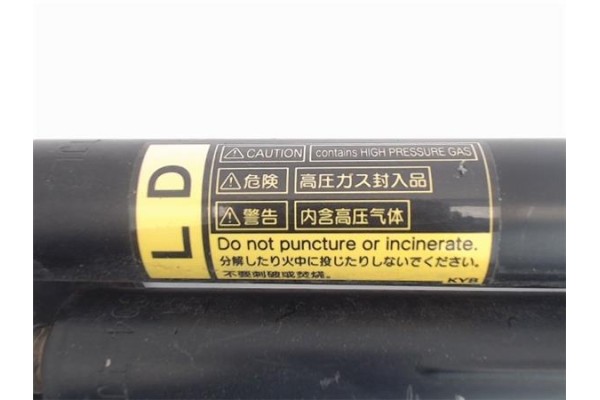 LD
⚠CAUTION contains HIGH PRESSURE GAS
⚠危険 高圧ガス封入品
⚠警告 内含高压气体
Do not puncture or incinerate.
分解したり火中に投じたりしないでください。
不要刺破或焚烧。
KYB